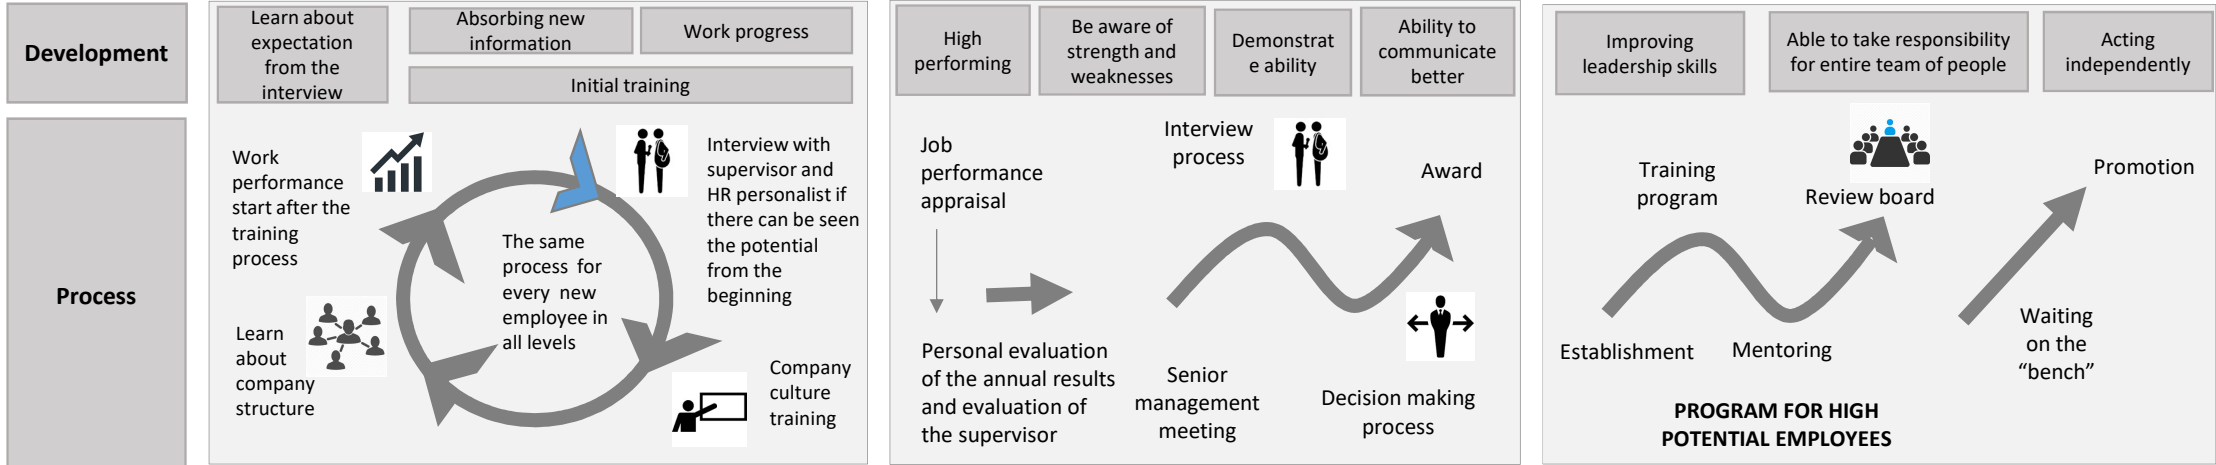 Development
Learn about
expectation
from the
interview
Absorbing new
information
Work progress
Initial training
High
performing
Be aware of
strength and
weaknesses
Demonstrat
e ability
Ability to
communicate
better
Improving
leadership skills
Able to take responsibility
for entire team of people
Acting
independently
Process
Work
performance
start after the
training
process
Interview with
supervisor and
HR personalist if
there can be seen
the potential
from the
beginning
The same
process for
every new
employee in
all levels
Learn
about
company
structure
Company
culture
training
Job
performance
appraisal
Personal evaluation
of the annual results
and evaluation of
the supervisor
Interview
process
Senior
management
meeting
Award
Decision making
process
Training
program
Establishment
Mentoring
Review board
Promotion
Waiting
on the
“bench”
PROGRAM FOR HIGH
POTENTIAL EMPLOYEES